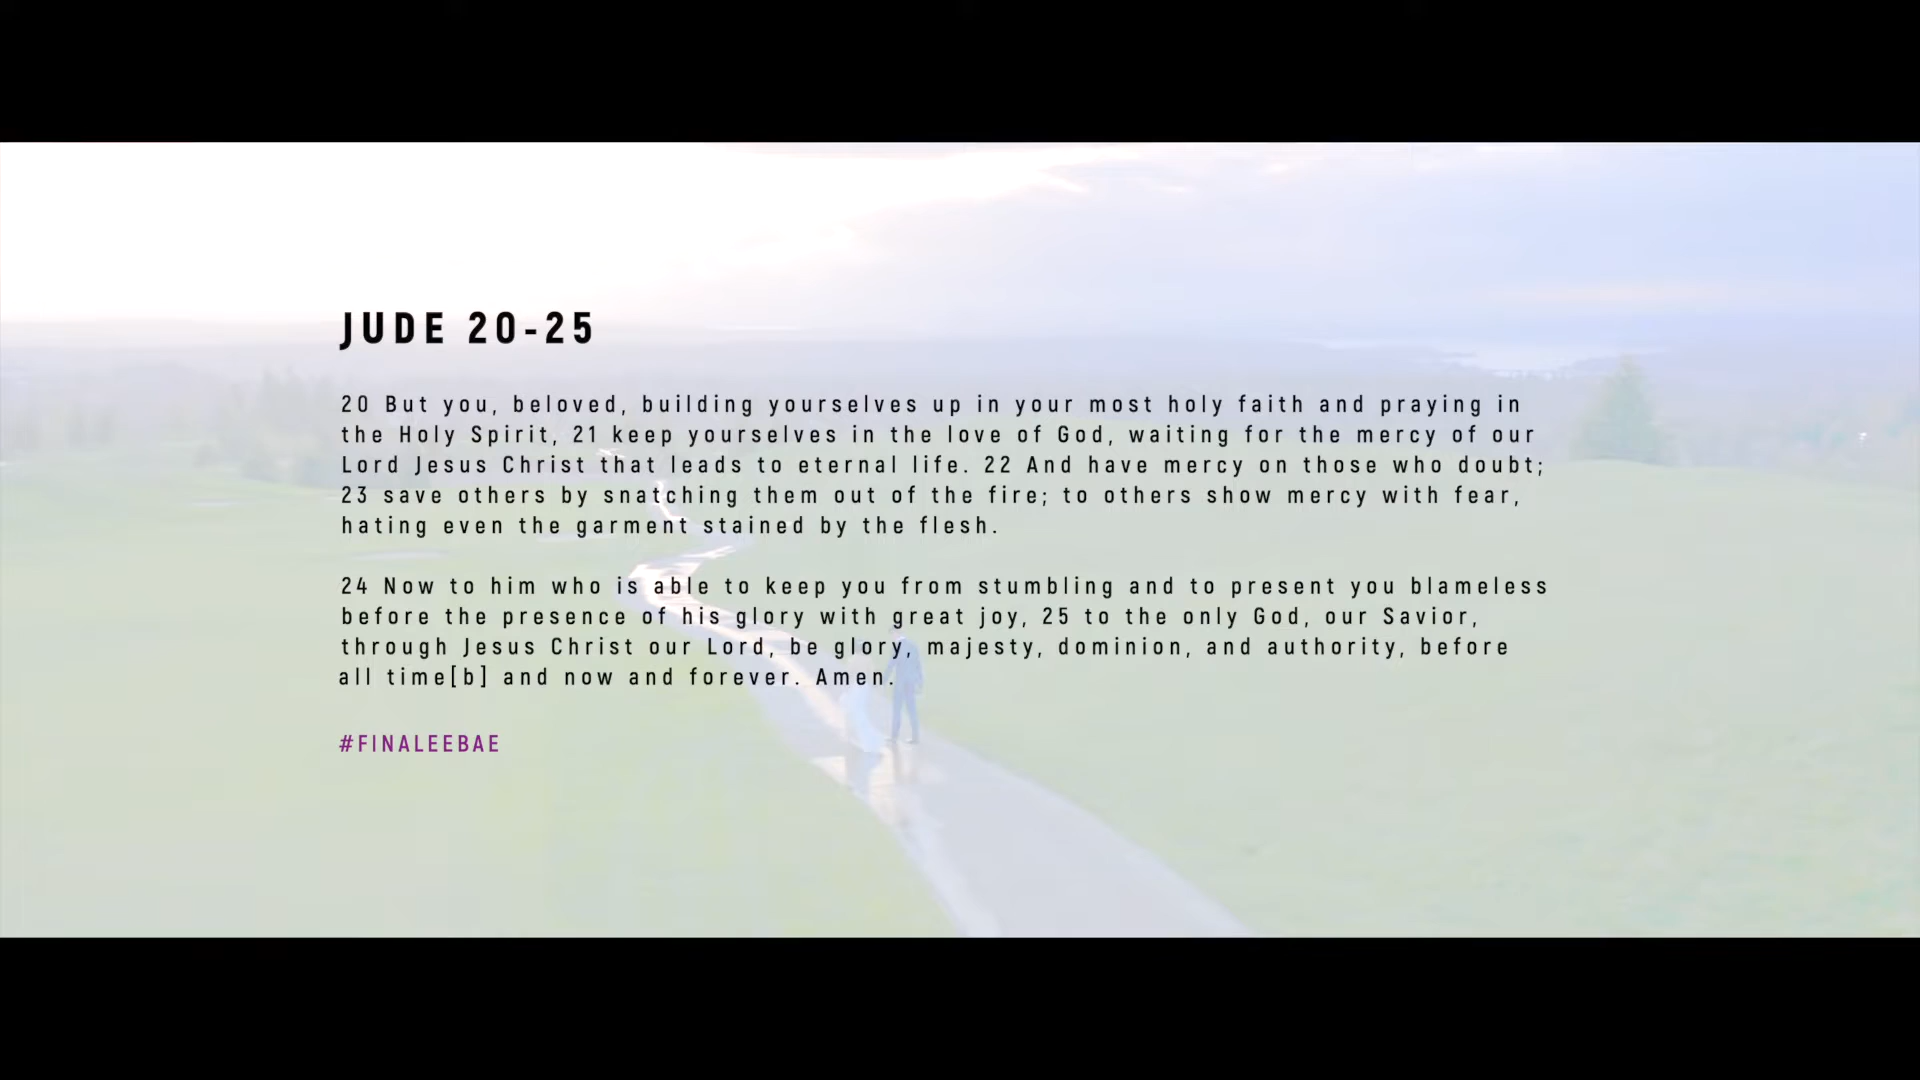 JUDE 20-25
20 But you, beloved, building yourselves up in your most holy faith and praying in
the Holy Spirit, 21 keep yourselves in the love of God, waiting for the mercy of our
Lord Jesus Christ that leads to eternal life. 22 And have mercy on those who doubt;
23 save others by snatching them out of the fire; to others show mercy with fear,
hating even the garment stained by the flesh.
24 Now to him who is able to keep you from stumbling and to present you blameless
before the presence of his glory with great joy, 25 to the only God, our Savior,
through Jesus Christ our Lord, be glory, majesty, dominion, and authority, before
all time[b] and now and forever. Amen.
#FINALEEBAE